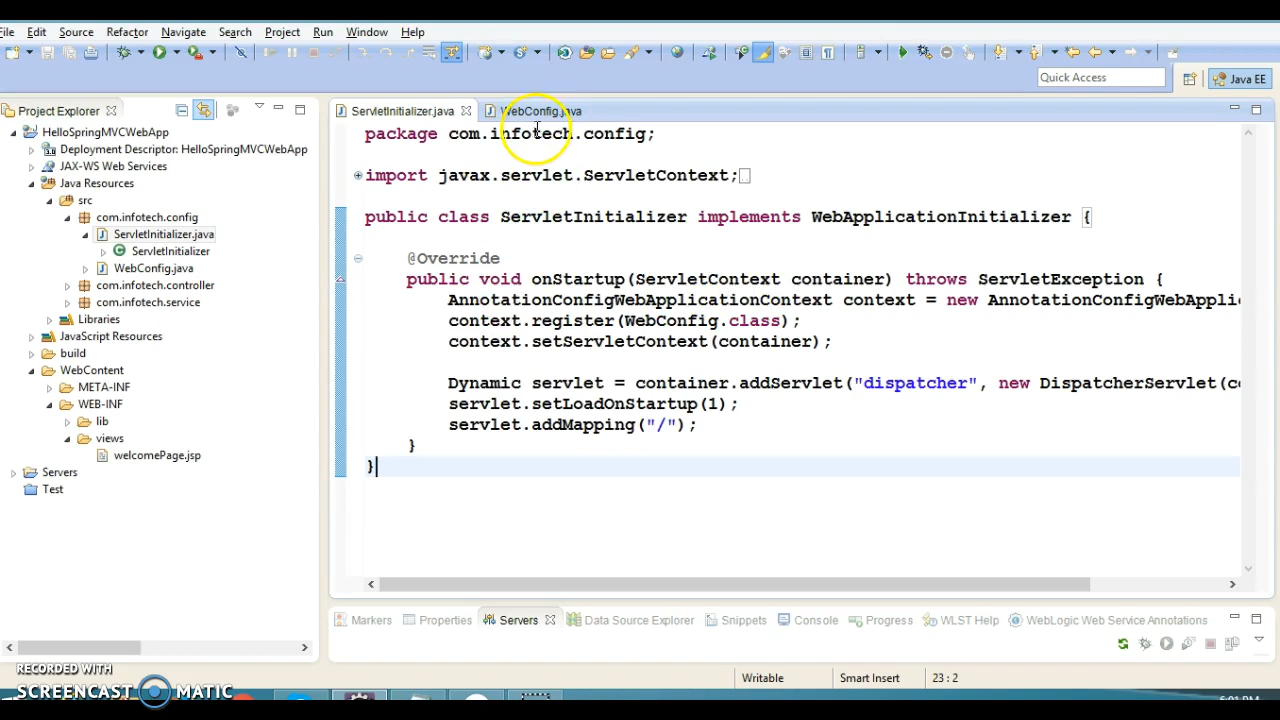 File Edit Source Refactor Navigate Search Project Run Window Help
Quick Access
Java EE
Project Explorer
ServletInitializer.java
WebConfig.java
HelloSpringMVCWebApp
Deployment Descriptor: HelloSpringMVCWebApp
JAX-WS Web Services
Java Resources
src
com.infotech.config
ServletInitializer.java
ServletInitializer
WebConfig.java
com.infotech.controller
com.infotech.service
Libraries
JavaScript Resources
build
WebContent
META-INF
WEB-INF
lib
views
welcomePage.jsp
Servers
Test
package com.infotech.config;
import javax.servlet.ServletContext;
public class ServletInitializer implements WebApplicationInitializer {
@Override
public void onStartup(ServletContext container) throws ServletException {
AnnotationConfigWebApplicationContext context = new AnnotationConfigWebAppli
context.register(WebConfig.class);
context.setServletContext(container);
Dynamic servlet = container.addServlet("dispatcher", new DispatcherServlet(co
servlet.setLoadOnStartup(1);
servlet.addMapping("/");
}
}
Markers Properties Servers Data Source Explorer Snippets Console Progress WLST Help WebLogic Web Service Annotations
Writable Smart Insert 23 : 2
RECORDED WITH
SCREENCAST MATIC